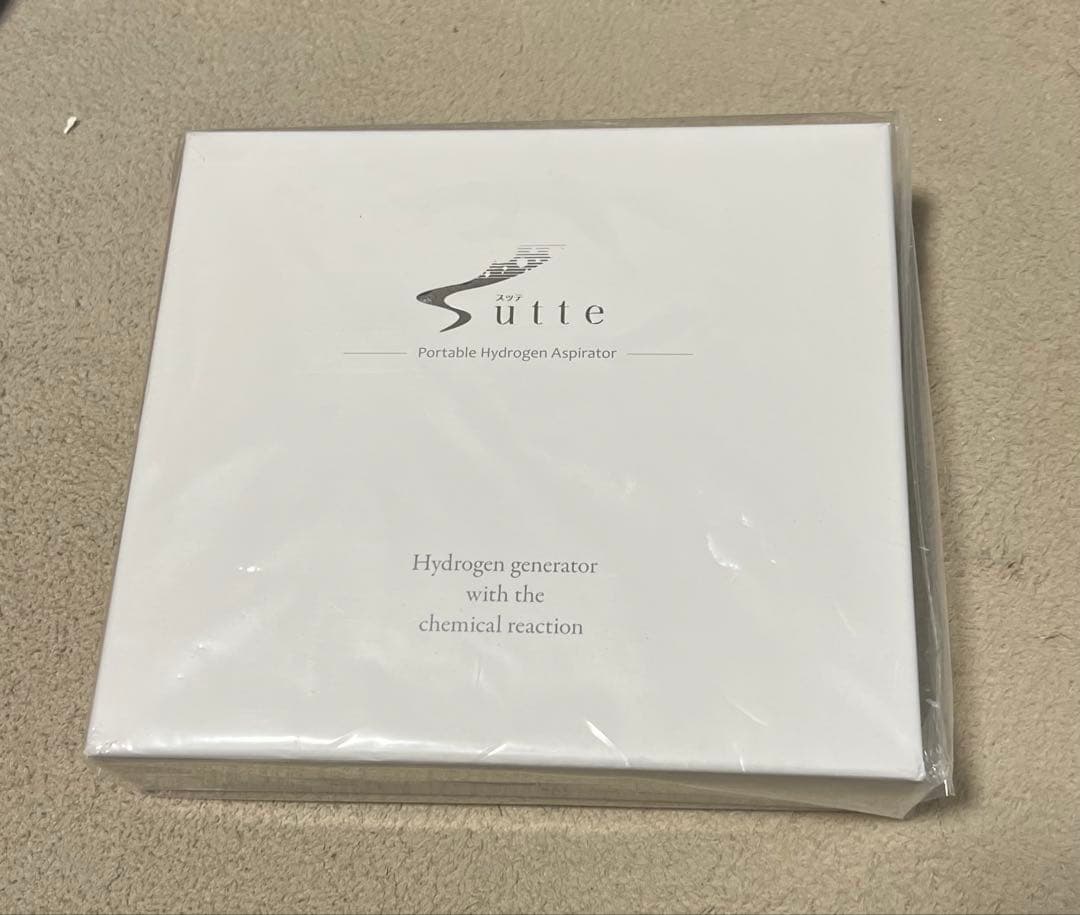 スッテ
Sutte
Portable Hydrogen Aspirator
Hydrogen generator
with the
chemical reaction